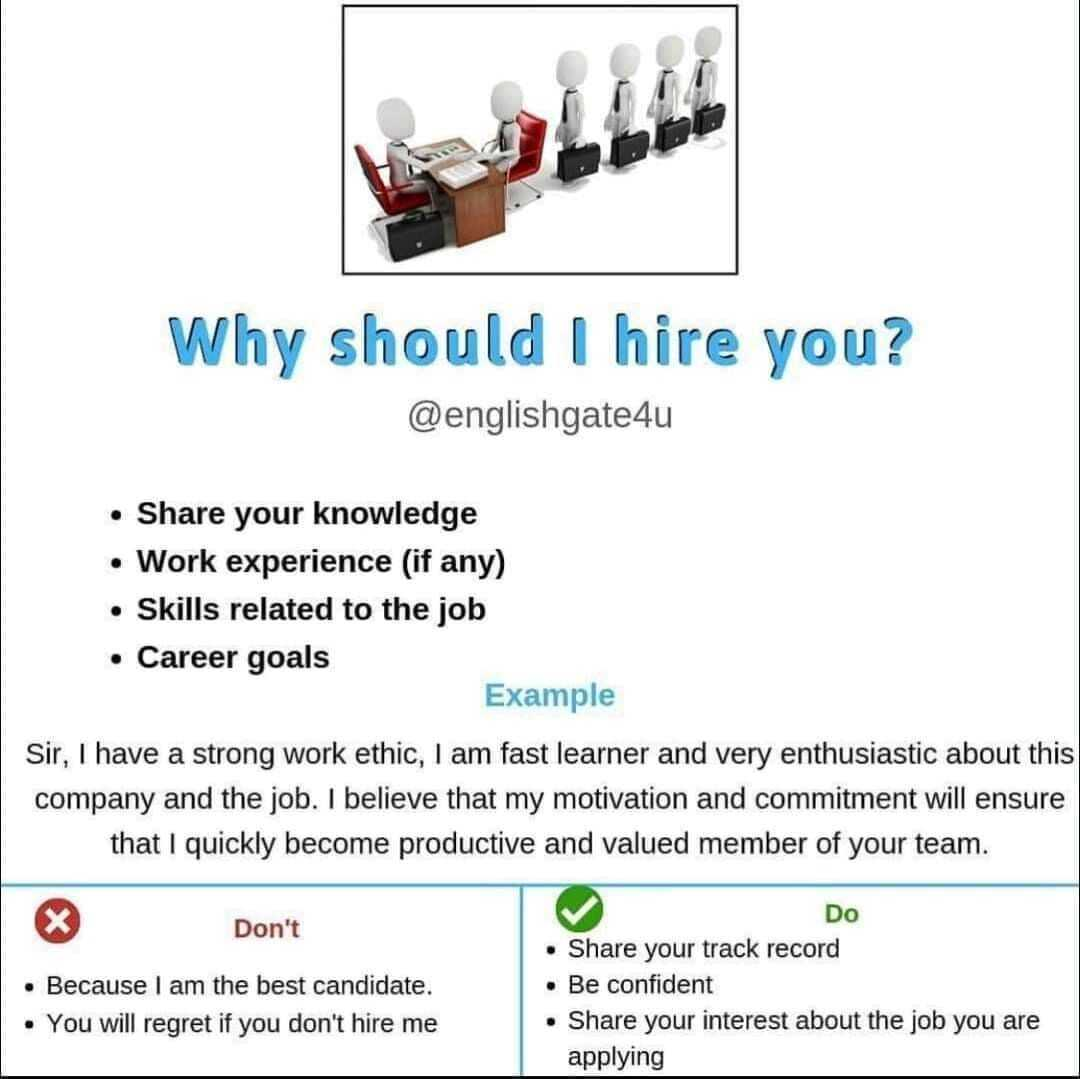 Why should I hire you?
@englishgate4u
• Share your knowledge
• Work experience (if any)
• Skills related to the job
• Career goals
Example
Sir, I have a strong work ethic, I am fast learner and very enthusiastic about this
company and the job. I believe that my motivation and commitment will ensure
that I quickly become productive and valued member of your team.
Don't
• Because I am the best candidate.
• You will regret if you don't hire me
Do
• Share your track record
• Be confident
• Share your interest about the job you are
applying